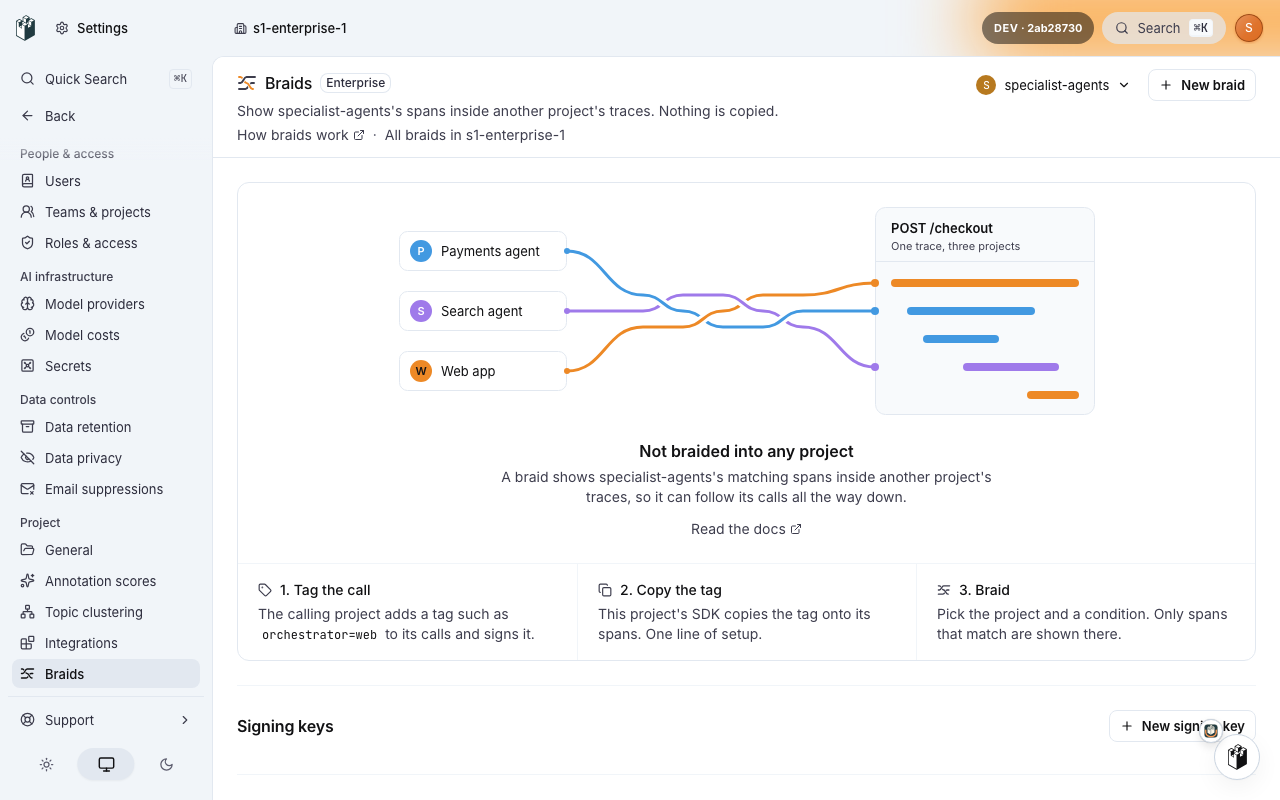 Settings
s1-enterprise-1
DEV · 2ab28730
Search ⌘K
S
Quick Search ⌘K
Back
People & access
Users
Teams & projects
Roles & access
AI infrastructure
Model providers
Model costs
Secrets
Data controls
Data retention
Data privacy
Email suppressions
Project
General
Annotation scores
Topic clustering
Integrations
Braids
Support
Braids Enterprise
S specialist-agents
New braid
Show specialist-agents's spans inside another project's traces. Nothing is copied.
How braids work · All braids in s1-enterprise-1
P Payments agent
S Search agent
W Web app
POST /checkout
One trace, three projects
Not braided into any project
A braid shows specialist-agents's matching spans inside another project's
traces, so it can follow its calls all the way down.
Read the docs
1. Tag the call
The calling project adds a tag such as
orchestrator=web to its calls and signs it.
2. Copy the tag
This project's SDK copies the tag onto its
spans. One line of setup.
3. Braid
Pick the project and a condition. Only spans
that match are shown there.
Signing keys
New signing key